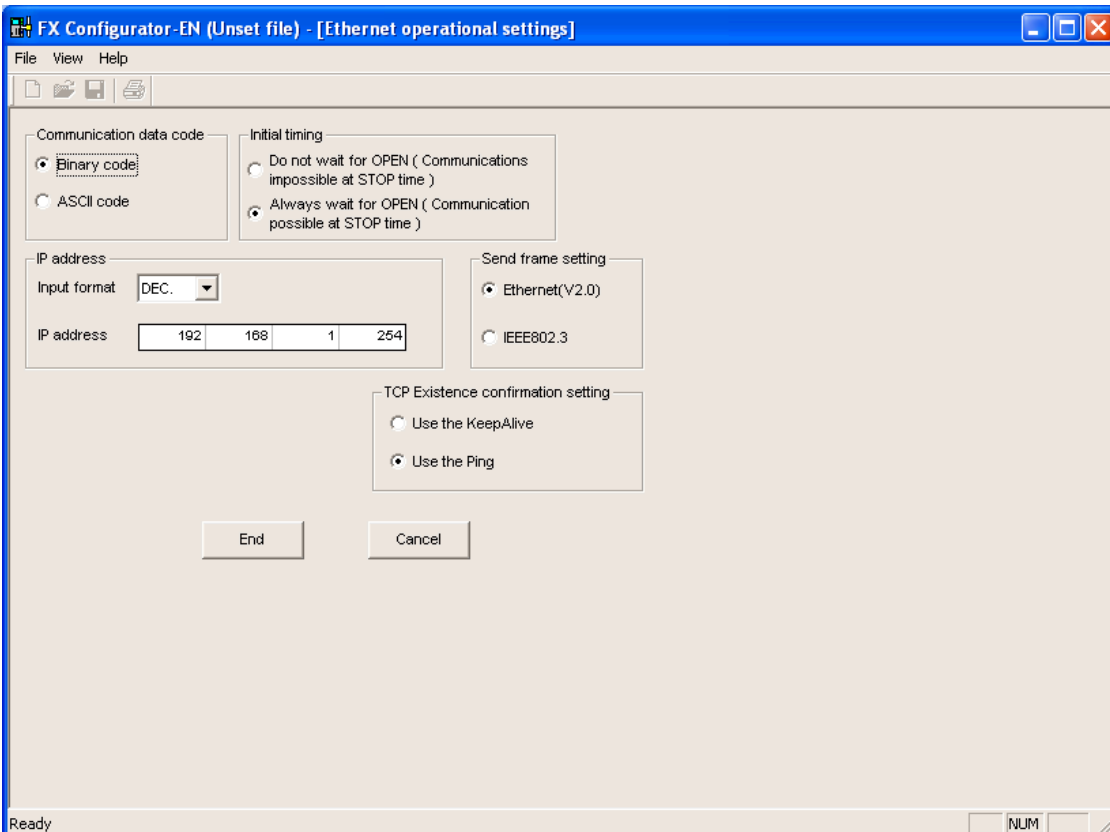 FX Configurator-EN (Unset file) - [Ethernet operational settings]
File View Help
Communication data code
Binary code
ASCII code
Initial timing
Do not wait for OPEN ( Communications
impossible at STOP time )
Always wait for OPEN ( Communication
possible at STOP time )
IP address
Input format DEC.
IP address 192 168 1 254
Send frame setting
Ethernet(V2.0)
IEEE802.3
TCP Existence confirmation setting
Use the KeepAlive
Use the Ping
End Cancel
Ready NUM